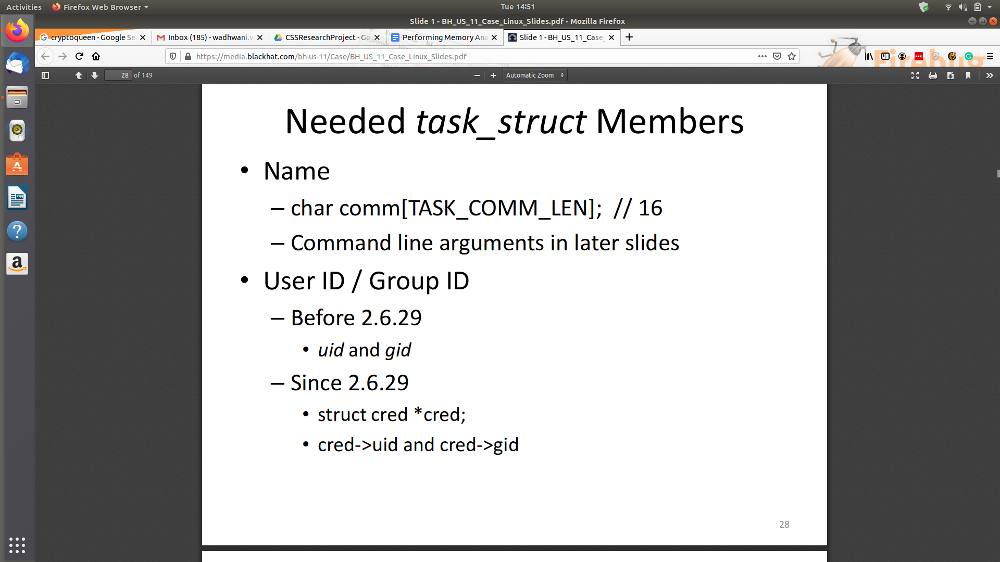 Activities
Firefox Web Browser
Tue 14:51
Slide 1 - BH_US_11_Case_Linux_Slides.pdf - Mozilla Firefox
cryptoqueen - Google Se
Inbox (185) - wadhwani.v
CSSResearchProject - Go
Performing Memory Ana
Slide 1 - BH_US_11_Case_
https://media.blackhat.com/bh-us-11/Case/BH_US_11_Case_Linux_Slides.pdf
Firebug
28 of 149
Automatic Zoom
Needed task_struct Members
• Name
– char comm[TASK_COMM_LEN]; // 16
– Command line arguments in later slides
• User ID / Group ID
– Before 2.6.29
• uid and gid
– Since 2.6.29
• struct cred *cred;
• cred->uid and cred->gid
28